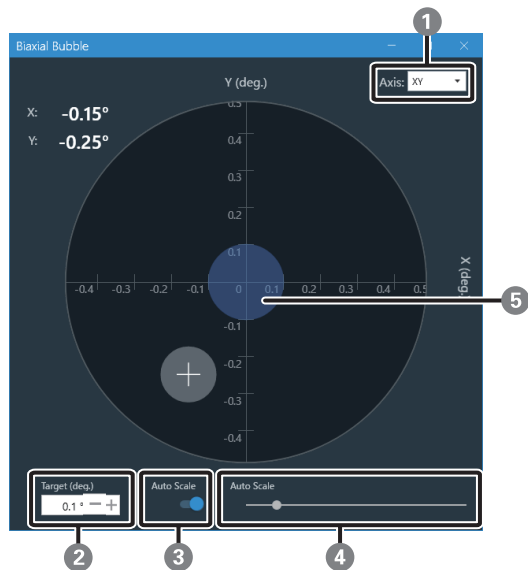 1
Biaxial Bubble
Y (deg.)
Axis: XY
X: -0.15°
Y: -0.25°
0.5
0.4
0.3
0.2
0.1
-0.4 -0.3 -0.2 -0.1 0 0.1 0.2 0.3 0.4 0.5
X (deg.)
5
-0.1
-0.2
-0.3
-0.4
Target (deg.)
0.1 °
Auto Scale
Auto Scale
2
3
4